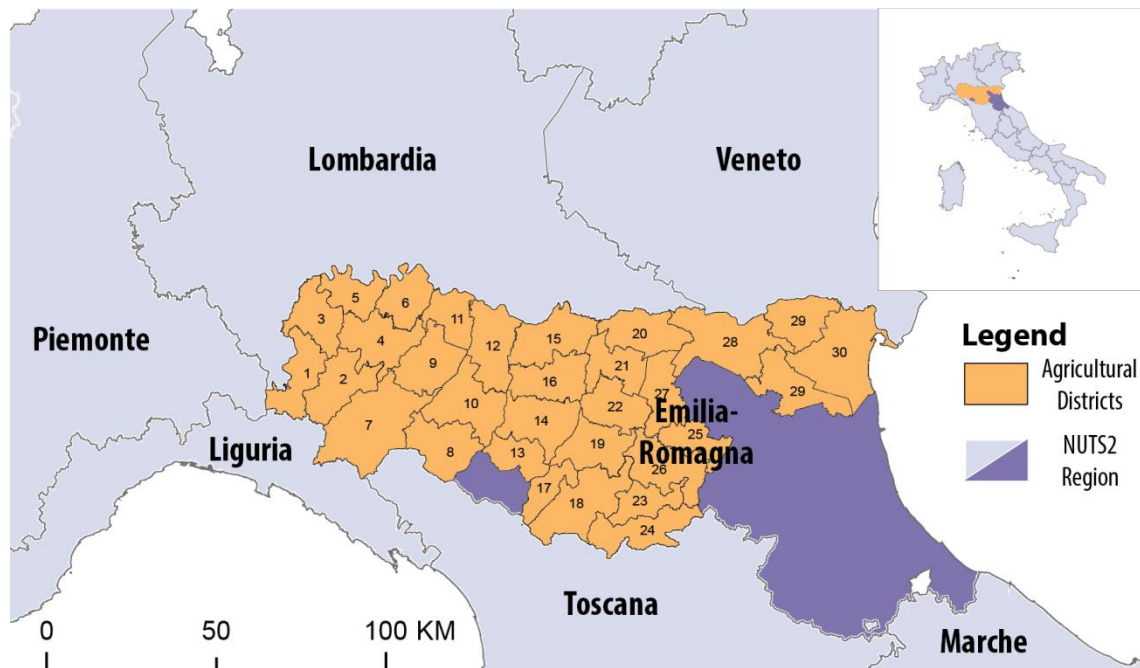 Lombardia
Veneto
Piemonte
Liguria
Emilia-
Romagna
Toscana
Marche
5
6
3
11
4
12
15
20
28
29
30
1
2
9
16
21
29
27
7
10
14
22
25
8
13
19
26
17
18
23
24
Legend
Agricultural
Districts
NUTS2
Region
0 50 100 KM